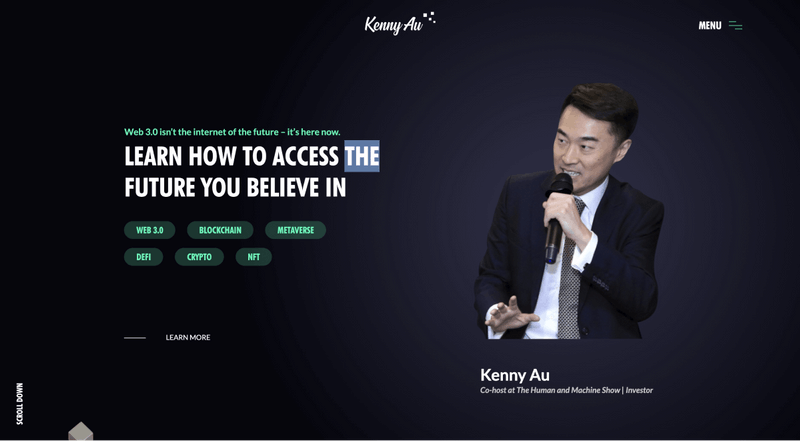 Kenny Au
MENU
Web 3.0 isn't the internet of the future – it's here now.
LEARN HOW TO ACCESS THE
FUTURE YOU BELIEVE IN
WEB 3.0
BLOCKCHAIN
METAVERSE
DEFI
CRYPTO
NFT
LEARN MORE
Kenny Au
Co-host at The Human and Machine Show | Investor
SCROLL DOWN